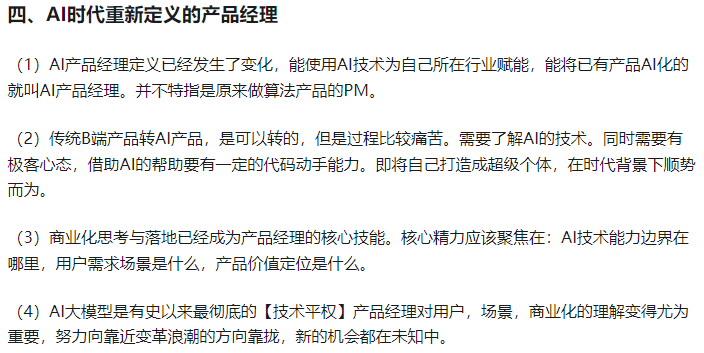 四、AI时代重新定义的产品经理
（1）AI产品经理定义已经发生了变化，能使用AI技术为自己所在行业赋能，能将已有产品AI化的
就叫AI产品经理。并不特指是原来做算法产品的PM。
（2）传统B端产品转AI产品，是可以转的，但是过程比较痛苦。需要了解AI的技术。同时需要有
极客心态，借助AI的帮助要有一定的代码动手能力。即将自己打造成超级个体，在时代背景下顺势
而为。
（3）商业化思考与落地已经成为产品经理的核心技能。核心精力应该聚焦在：AI技术能力边界在
哪里，用户需求场景是什么，产品价值定位是什么。
（4）AI大模型是有史以来最彻底的【技术平权】产品经理对用户，场景，商业化的理解变得尤为
重要，努力向靠近变革浪潮的方向靠拢，新的机会都在未知中。